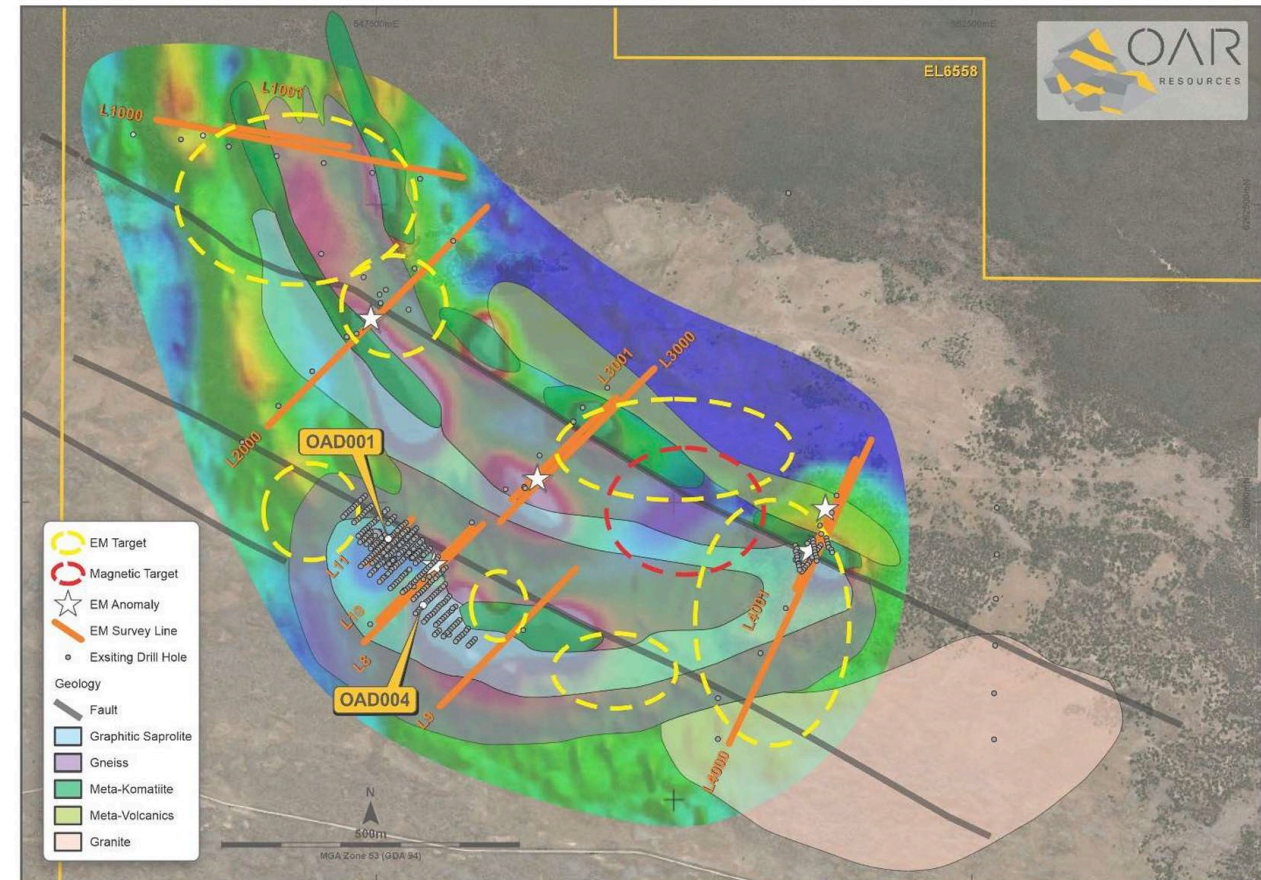 547500mE
EL6558
OAR
RESOURCES
L1000
L1001
L2000
L3001
L3000
OAD001
L11
L10
L8
L9
OAD004
L4001
L4000
EM Target
Magnetic Target
EM Anomaly
EM Survey Line
Exsiting Drill Hole
Geology
Fault
Graphitic Saprolite
Gneiss
Meta-Komatiite
Meta-Volcanics
Granite
N
500m
MGA Zone 53 (GDA 94)